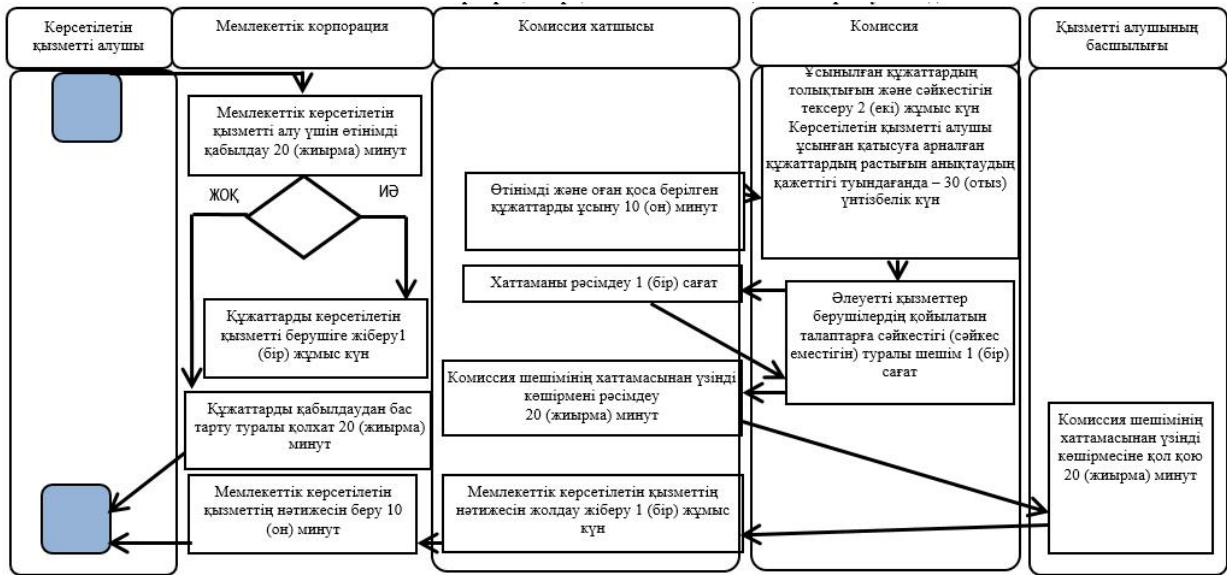 Көрсетілетін
қызметті алушы
Мемлекеттік корпорация
Комиссия хатшысы
Комиссия
Қызметті алушының
басшылығы
Мемлекеттік көрсетілетін
қызметті алу үшін өтінімді
қабылдау 20 (жиырма) минут
ЖОҚ
ИӘ
Құжаттарды көрсетілетін
қызметті берушіге жіберу1
(бір) жұмыс күн
Құжаттарды қабылдаудан бас
тарту туралы қолхат 20 (жиырма)
минут
Мемлекеттік көрсетілетін
қызметтің нәтижесін беру 10
(он) минут
Өтінімді және оған қоса берілген
құжаттарды ұсыну 10 (он) минут
Хаттаманы рәсімдеу 1 (бір) сағат
Комиссия шешімінің хаттамасынан үзінді
көшірмені рәсімдеу
20 (жиырма) минут
Мемлекеттік көрсетілетін қызметтің
нәтижесін жолдау жіберу 1 (бір) жұмыс
күн
Ұсынылған құжаттардың
толықтығын және сәйкестігін
тексеру 2 (екі) жұмыс күн
Көрсетілетін қызметті алушы
ұсынған қатысуға арналған
құжаттардың растығын анықтаудың
қажеттігі туындағанда – 30 (отыз)
үнтізбелік күн
Әлеуетті қызметтер
берушілердің қойылатын
талаптарға сәйкестігі (сәйкес
еместігін) туралы шешім 1 (бір)
сағат
Комиссия шешімінің
хаттамасынан үзінді
көшірмесіне қол қою
20 (жиырма) минут